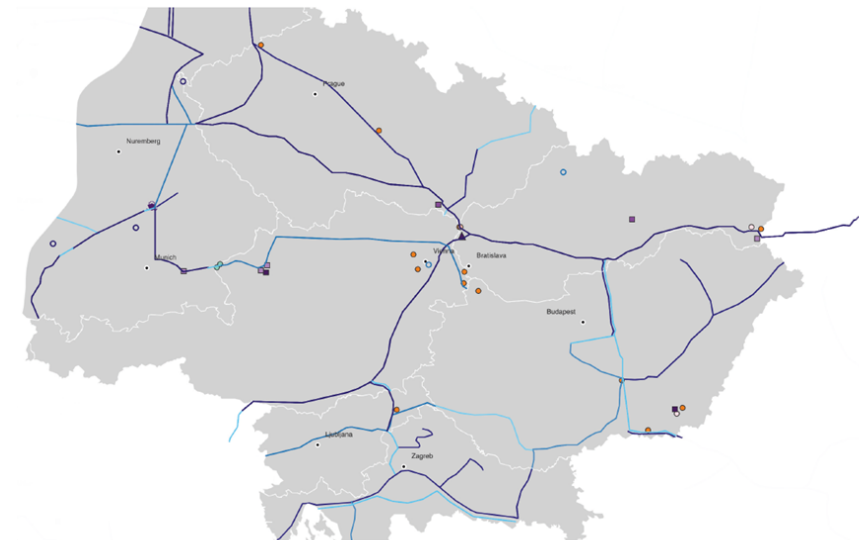 Prague
Nuremberg
Vienna
Bratislava
Munich
Budapest
Ljubljana
Zagreb